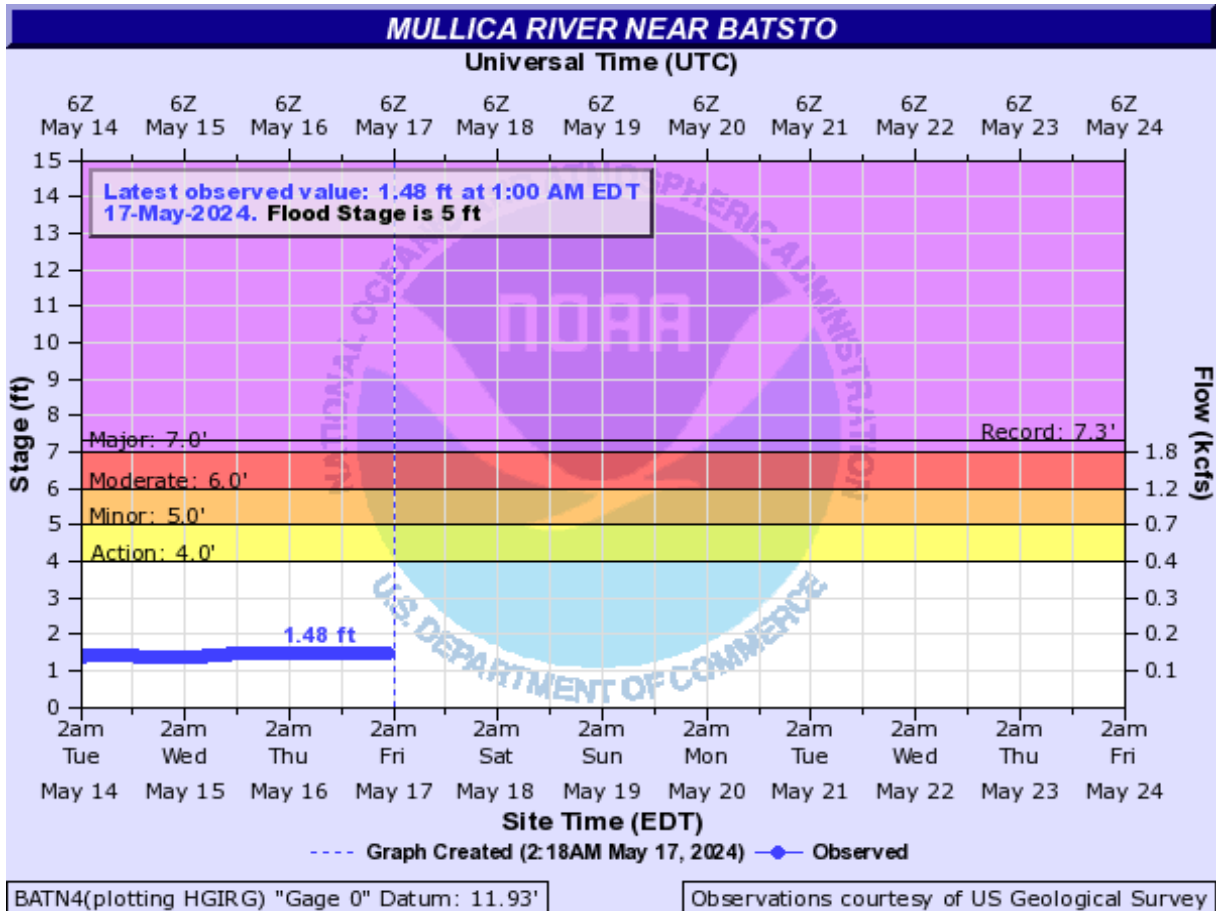 MULLICA RIVER NEAR BATSTO
Universal Time (UTC)
6Z 6Z 6Z 6Z 6Z 6Z 6Z 6Z 6Z 6Z 6Z
May 14 May 15 May 16 May 17 May 18 May 19 May 20 May 21 May 22 May 23 May 24
Latest observed value: 1.48 ft at 1:00 AM EDT
17-May-2024. Flood Stage is 5 ft
NATIONAL OCEANIC AND ATMOSPHERIC ADMINISTRATION
NOAA
U.S. DEPARTMENT OF COMMERCE
Stage (ft)
15
14
13
12
11
10
9
8
7
6
5
4
3
2
1
0
Major: 7.0'
Record: 7.3'
Moderate: 6.0'
Minor: 5.0'
Action: 4.0'
1.48 ft
Flow (kcfs)
1.8
1.2
0.7
0.4
0.3
0.2
0.1
2am 2am 2am 2am 2am 2am 2am 2am 2am 2am 2am
Tue Wed Thu Fri Sat Sun Mon Tue Wed Thu Fri
May 14 May 15 May 16 May 17 May 18 May 19 May 20 May 21 May 22 May 23 May 24
Site Time (EDT)
Graph Created (2:18AM May 17, 2024) Observed
BATN4(plotting HGIRG) "Gage 0" Datum: 11.93'
Observations courtesy of US Geological Survey